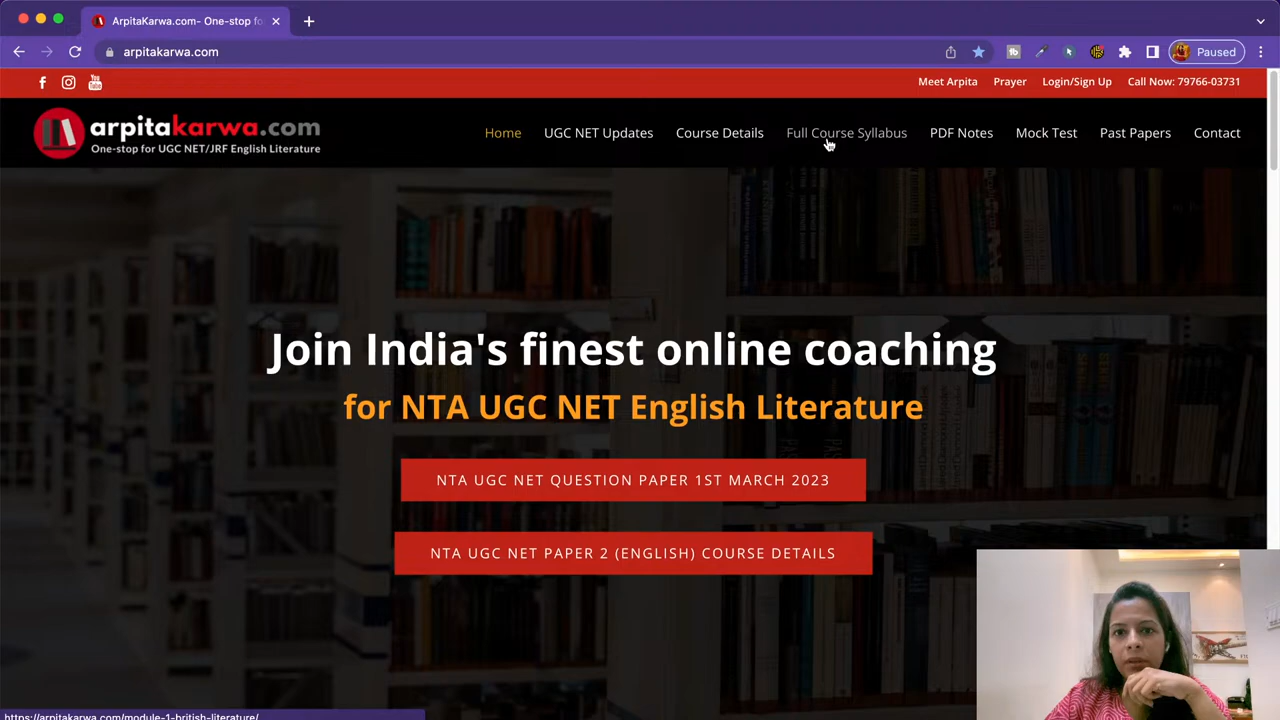 ArpitaKarwa.com- One-stop fo
arpitakarwa.com
Paused
Meet Arpita Prayer Login/Sign Up Call Now: 79766-03731
arpitakarwa.com
One-stop for UGC NET/JRF English Literature
Home UGC NET Updates Course Details Full Course Syllabus PDF Notes Mock Test Past Papers Contact
Join India's finest online coaching
for NTA UGC NET English Literature
NTA UGC NET QUESTION PAPER 1ST MARCH 2023
NTA UGC NET PAPER 2 (ENGLISH) COURSE DETAILS
https://arpitakarwa.com/module-1-british-literature/